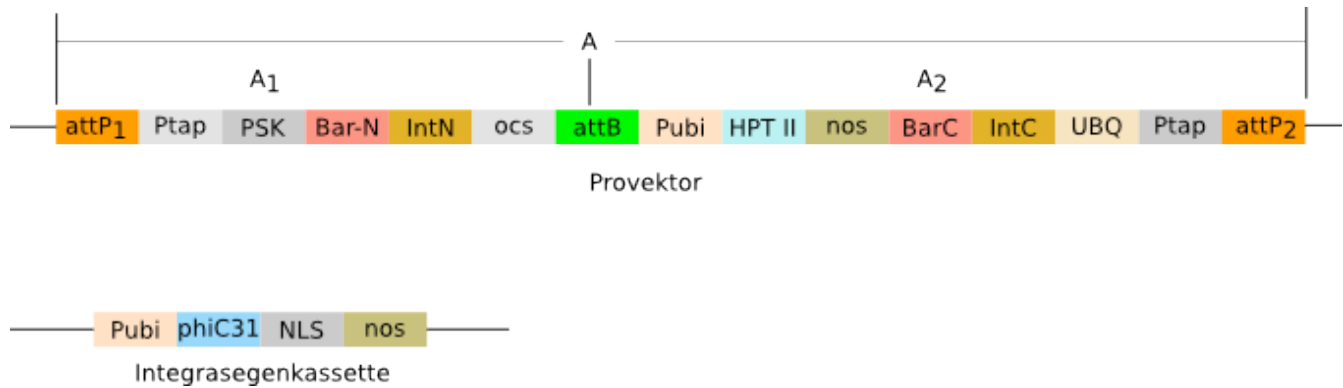 A
A1 A2
attP1 Ptap PSK Bar-N IntN ocs attB Pubi HPT II nos BarC IntC UBQ Ptap attP2
Provektor
Pubi phiC31 NLS nos
Integrasegenkassette